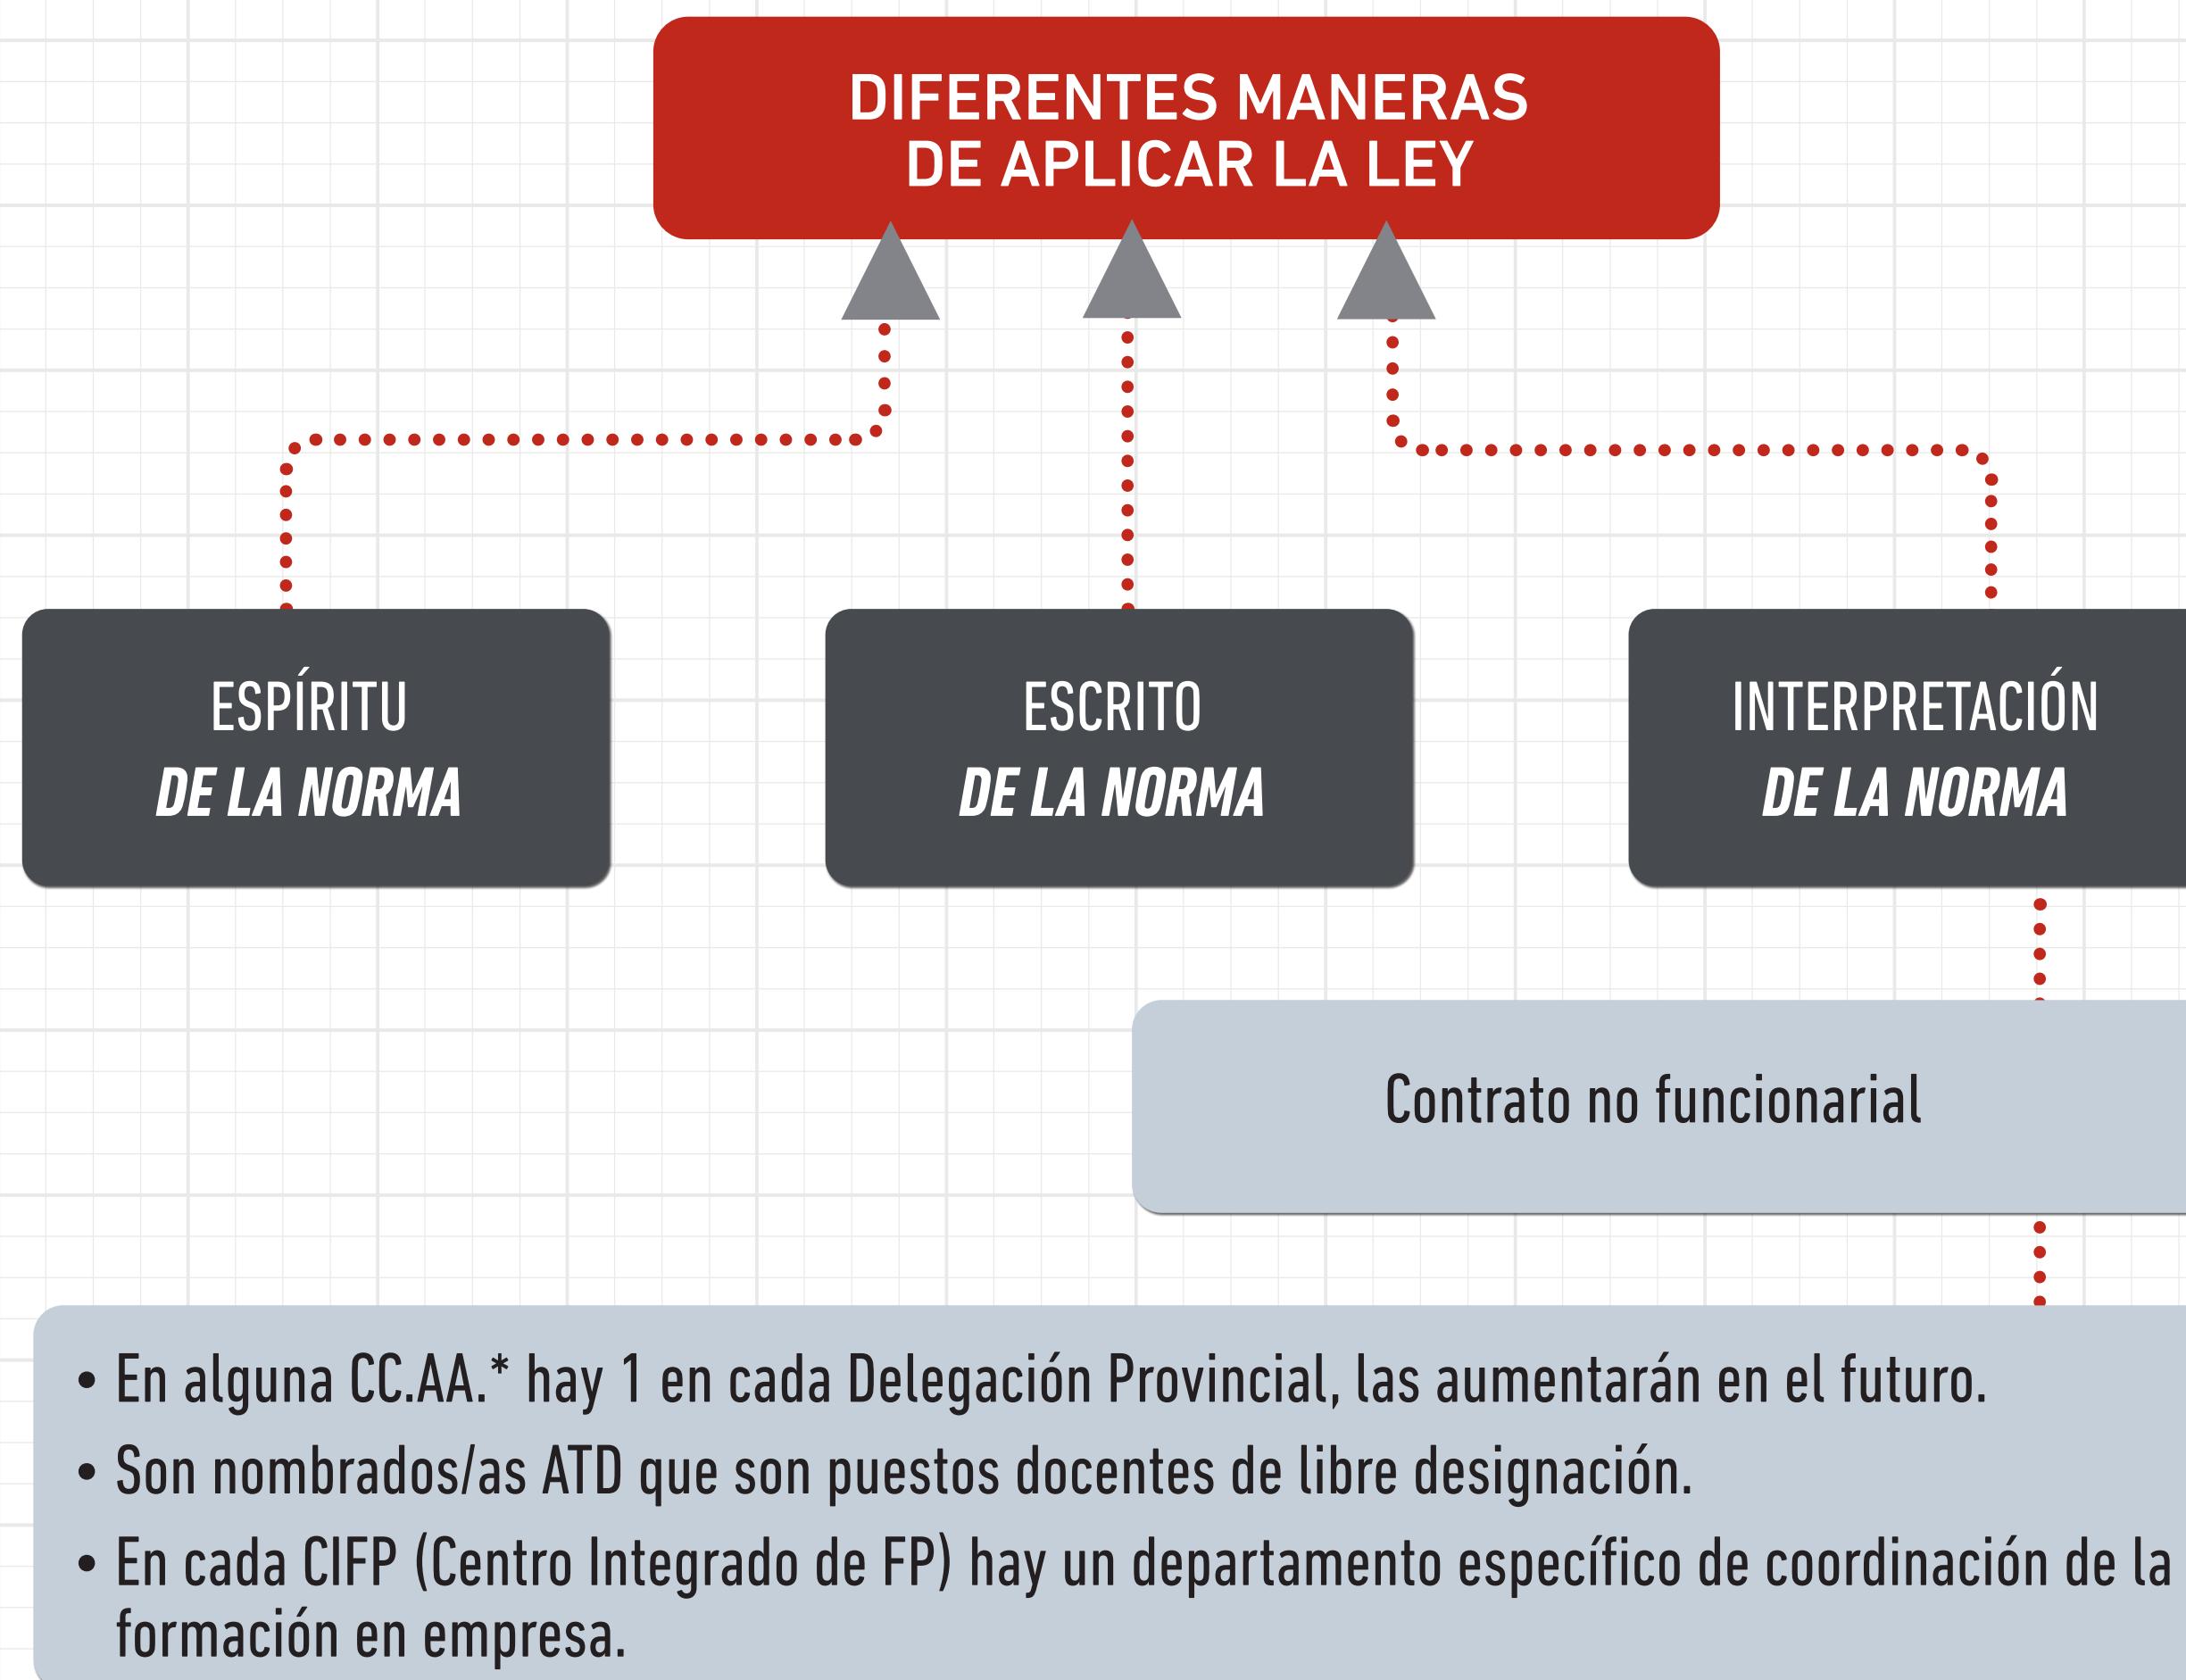 DIFERENTES MANERAS
DE APLICAR LA LEY
ESPÍRITU
DE LA NORMA
ESCRITO
DE LA NORMA
INTERPRETACIÓN
DE LA NORMA
Contrato no funcionarial
• En alguna CC.AA.* hay 1 en cada Delegación Provincial, las aumentarán en el futuro.
• Son nombrados/as ATD que son puestos docentes de libre designación.
• En cada CIFP (Centro Integrado de FP) hay un departamento específico de coordinación de la
formación en empresa.